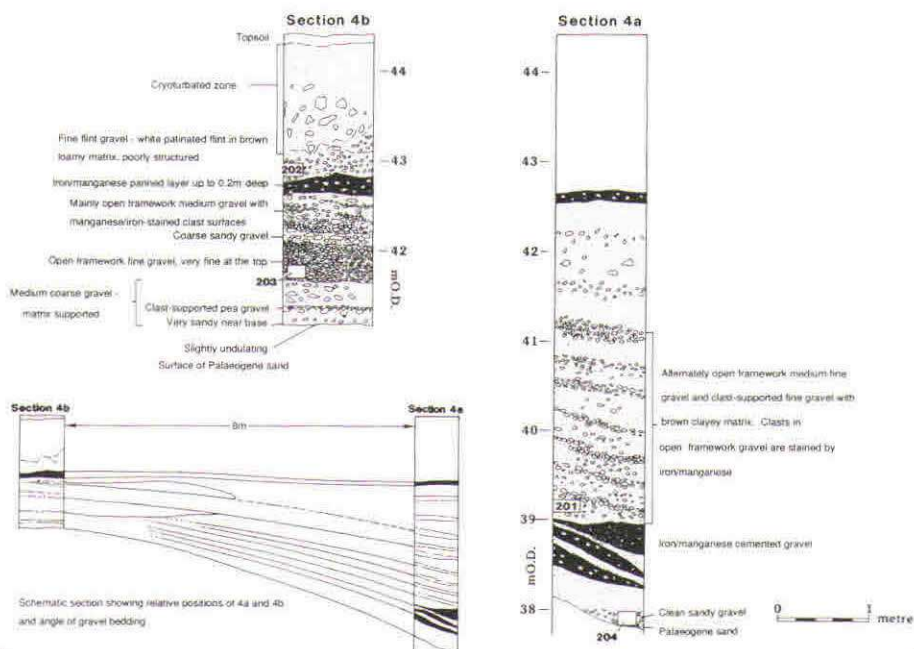 Section 4b
Topsoil
44
Cryoturbated zone
Fine flint gravel - white patinated flint in brown
loamy matrix, poorly structured
43
202
Iron/manganese panned layer up to 0.2m deep
Mainly open framework medium gravel with
manganese/iron-stained clast surfaces
Coarse sandy gravel
42
Open framework fine gravel, very fine at the top
m.O.D.
203
Medium coarse gravel -
matrix supported
Clast-supported pea gravel
Very sandy near base
Slightly undulating
Surface of Palaeogene sand
Section 4a
44
43
42
41
Alternately open framework medium fine
gravel and clast-supported fine gravel with
brown clayey matrix. Clasts in
open framework gravel are stained by
iron/manganese
40
201
39
Iron/manganese cemented gravel
m.O.D.
38
Clean sandy gravel
Palaeogene sand
204
0 1
metre
Section 4b
8m
Section 4a
Schematic section showing relative positions of 4a and 4b
and angle of gravel bedding